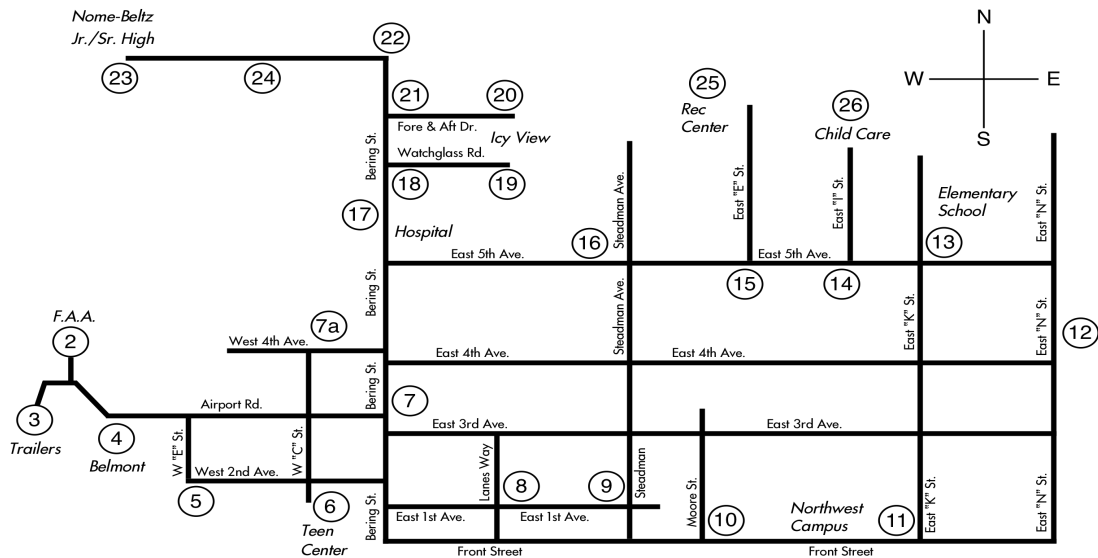 Nome-Beltz
Jr./Sr. High
22
N
W
E
S
23
24
25
Rec
Center
26
Child Care
21
20
Fore & Aft Dr.
Icy View
Bering St.
Watchglass Rd.
18
19
17
Hospital
16
Steadman Ave.
East "E" St.
East "I" St.
Elementary
School
13
East "N" St.
East 5th Ave.
East 5th Ave.
15
14
Bering St.
Steadman Ave.
East "K" St.
East "N" St.
12
F.A.A.
2
7a
West 4th Ave.
East 4th Ave.
East 4th Ave.
3
Trailers
4
Belmont
Airport Rd.
Bering St.
7
East 3rd Ave.
East 3rd Ave.
W "E" St.
W "C" St.
West 2nd Ave.
5
6
Teen
Center
Lanes Way
8
9
Steadman
Bering St.
East 1st Ave.
East 1st Ave.
Moore St.
10
Northwest
Campus
11
East "K" St.
East "N" St.
Front Street
Front Street